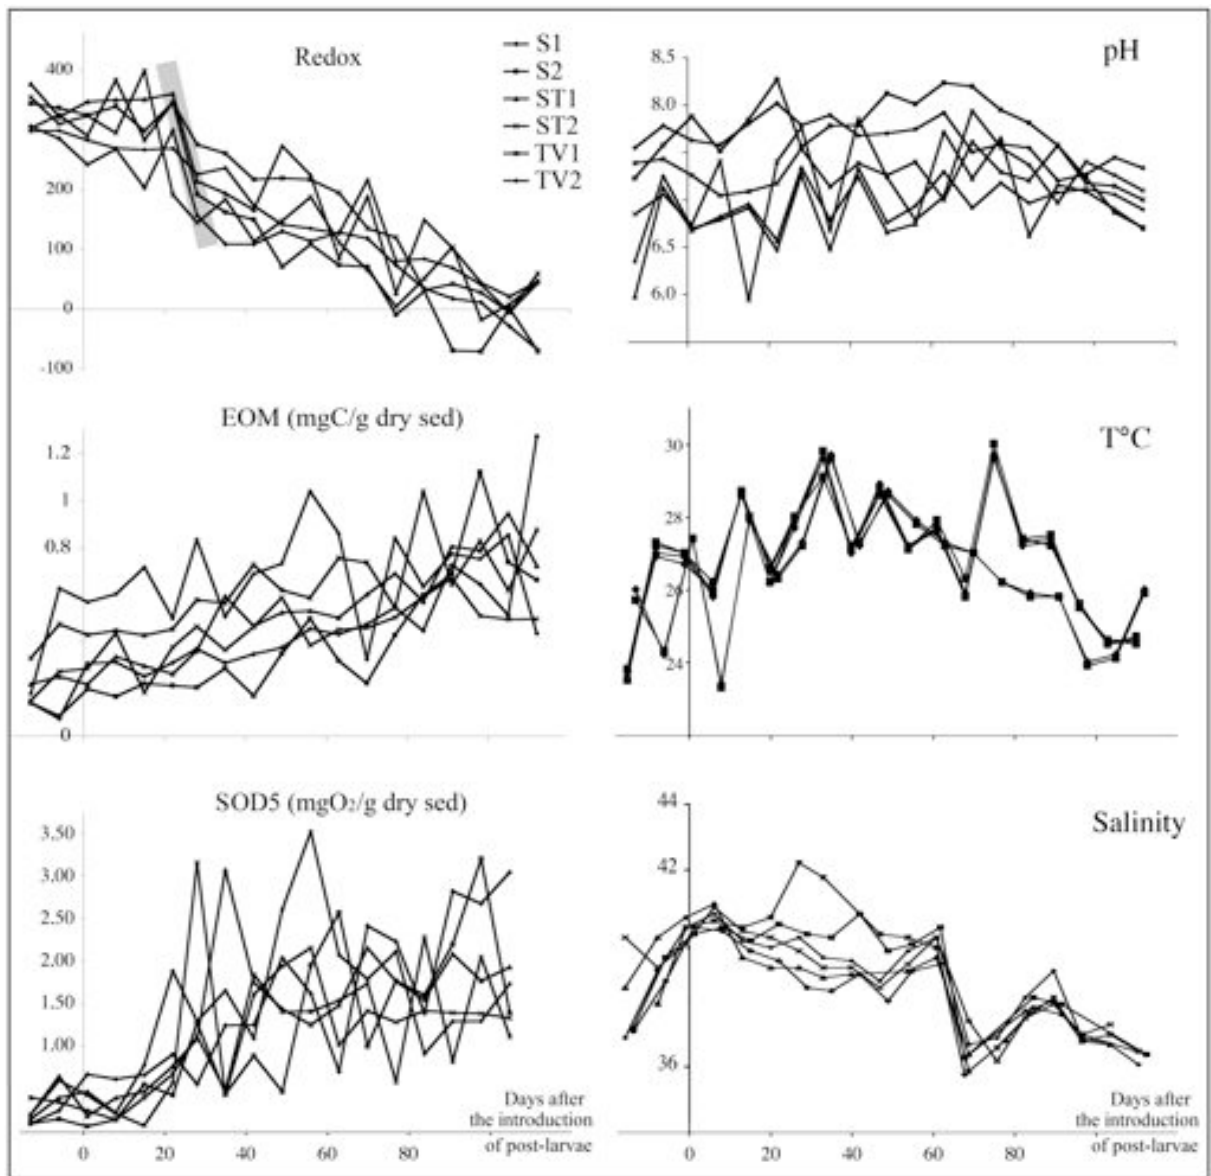 Redox
400
200
100
0
-100
S1
S2
ST1
ST2
TV1
TV2
pH
8.5
8.0
6.5
6.0
EOM (mgC/g dry sed)
1.2
1
0.8
0
T°C
30
28
26
24
SOD5 (mgO2/g dry sed)
3.50
3.00
2.50
2.00
1.50
1.00
Days after
the introduction
of post-larvae
0 20 40 60 80
Salinity
44
42
36
Days after
the introduction
of post-larvae
0 20 40 60 80